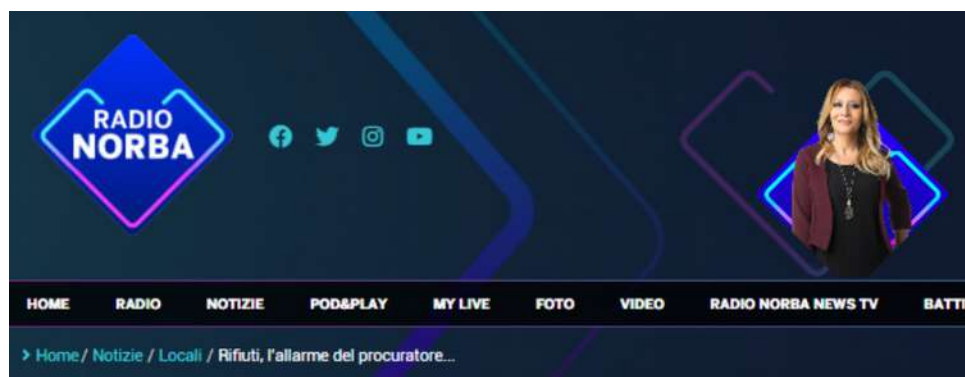 RADIO
NORBA
HOME RADIO NOTIZIE POD&PLAY MY LIVE FOTO VIDEO RADIO NORBA NEWS TV
> Home / Notizie / Locali / Rifiuti, l'allarme del procuratore...